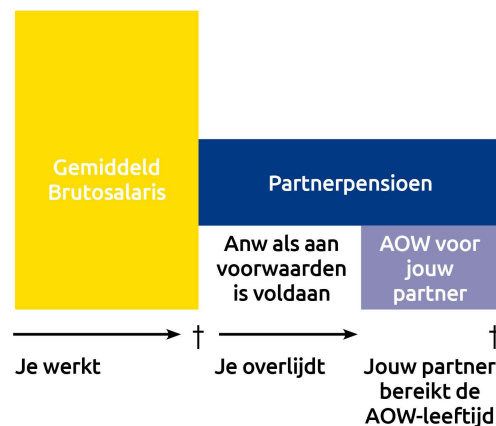 Gemiddeld
Brutosalaris
Partnerpensioen
Anw als aan
voorwaarden
is voldaan
AOW voor
jouw
partner
†
†
Je werkt
Je overlijdt
Jouw partner
bereikt de
AOW-leeftijd